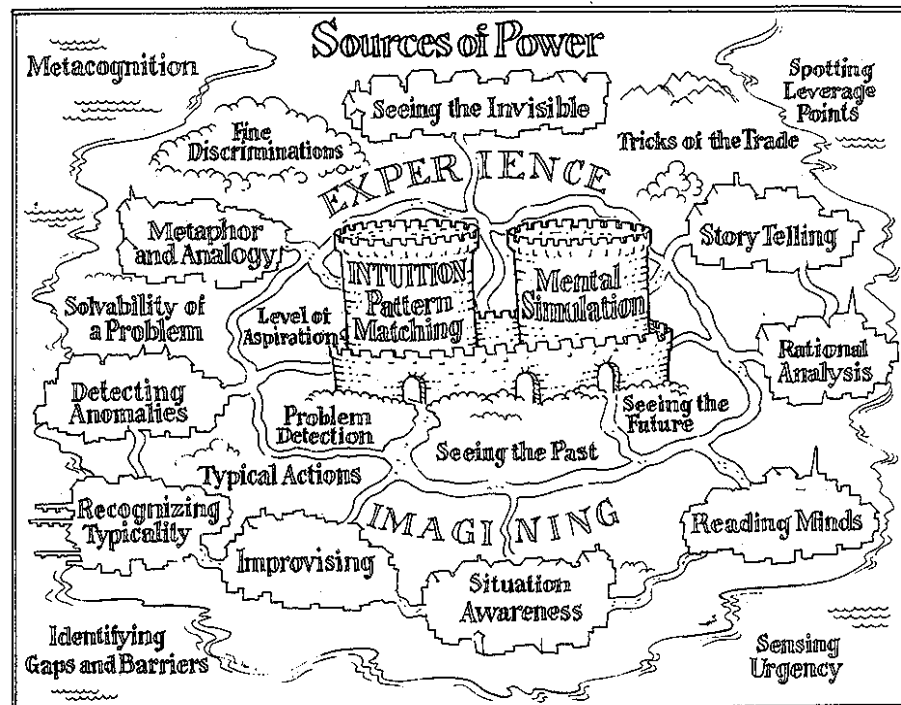 Sources of Power
Metacognition
Seeing the Invisible
Spotting
Leverage
Points
Fine
Discriminations
Tricks of the Trade
EXPERIENCE
Metaphor
and Analogy
INTUITION
Pattern
Matching
Mental
Simulation
Story Telling
Solvability of
a Problem
Level of
Aspiration
Rational
Analysis
Detecting
Anomalies
Problem
Detection
Seeing the
Future
Seeing the Past
Typical Actions
Recognizing
Typicality
IMAGINING
Reading Minds
Improvising
Situation
Awareness
Identifying
Gaps and Barriers
Sensing
Urgency